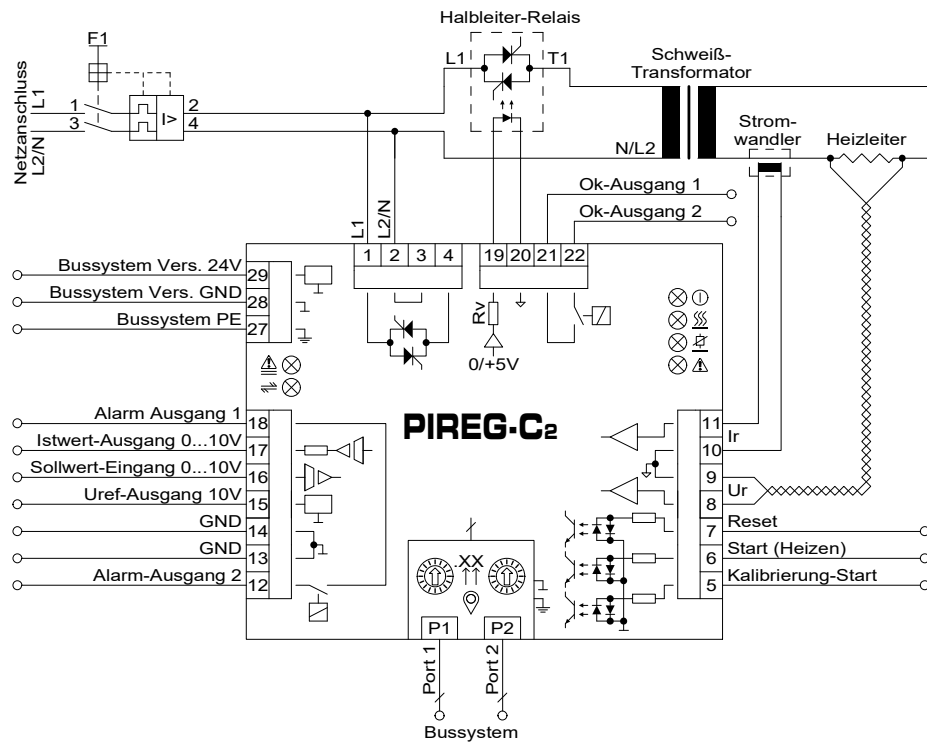 Halbleiter-Relais
F1
L1
T1
Schweiß-
Transformator
Netzanschluss
L1
L2/N
1
2
3
4
I>
N/L2
Strom-
wandler
Heizleiter
Ok-Ausgang 1
Ok-Ausgang 2
L1
L2/N
1
2
3
4
19
20
21
22
Bussystem Vers. 24V
29
Bussystem Vers. GND
28
Bussystem PE
27
Rv
0/+5V
PIREG-C2
Alarm Ausgang 1
18
Istwert-Ausgang 0...10V
17
Sollwert-Eingang 0...10V
16
Uref-Ausgang 10V
15
GND
14
GND
13
Alarm-Ausgang 2
12
11
Ir
10
9
Ur
8
7
Reset
6
Start (Heizen)
5
Kalibrierung-Start
.XX
P1
P2
Port 1
Port 2
Bussystem